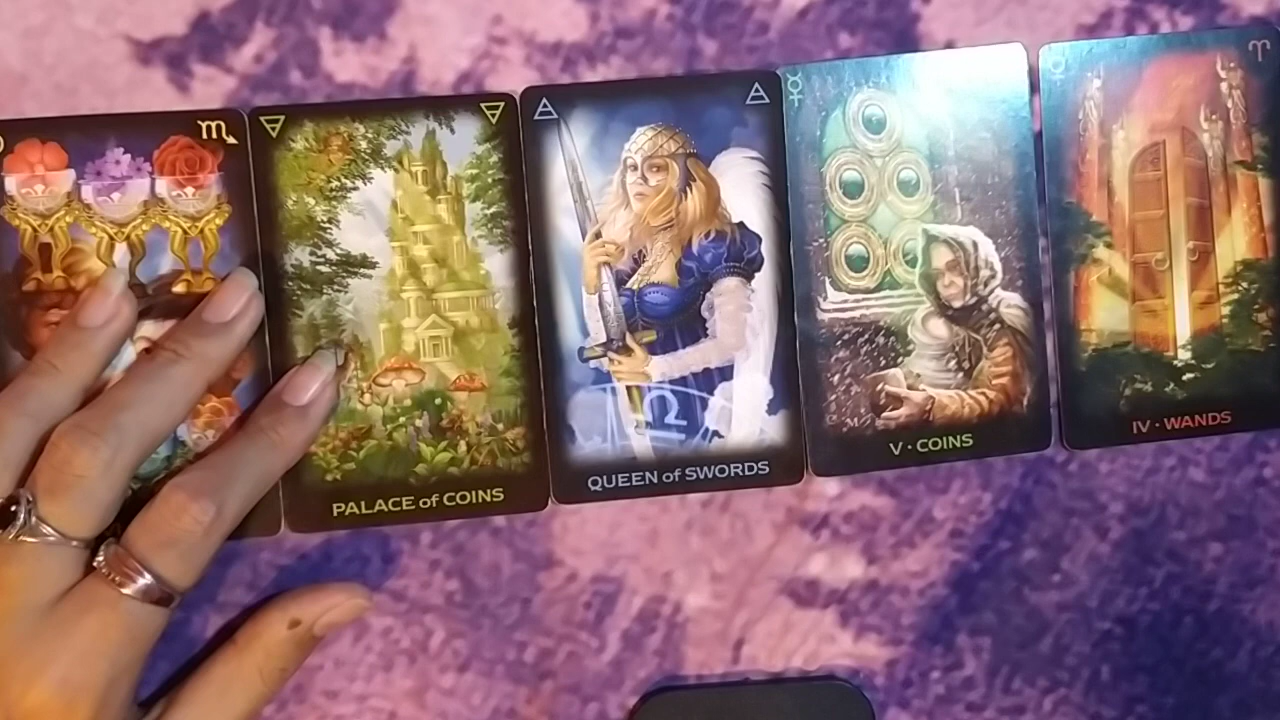 PALACE of COINS
QUEEN of SWORDS
V • COINS
IV • WANDS